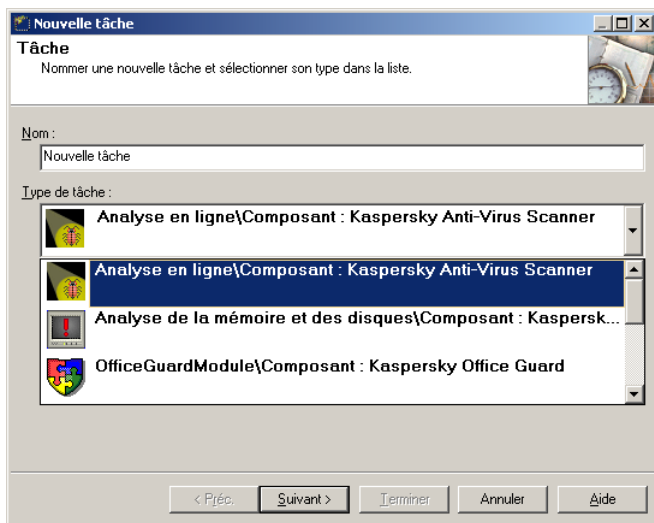 Nouvelle tâche
Tâche
Nommer une nouvelle tâche et sélectionner son type dans la liste.
Nom :
Nouvelle tâche
Type de tâche :
Analyse en ligne\Composant : Kaspersky Anti-Virus Scanner
Analyse en ligne\Composant : Kaspersky Anti-Virus Scanner
Analyse de la mémoire et des disques\Composant : Kaspersk...
OfficeGuardModule\Composant : Kaspersky Office Guard
< Préc. Suivant > Terminer Annuler Aide